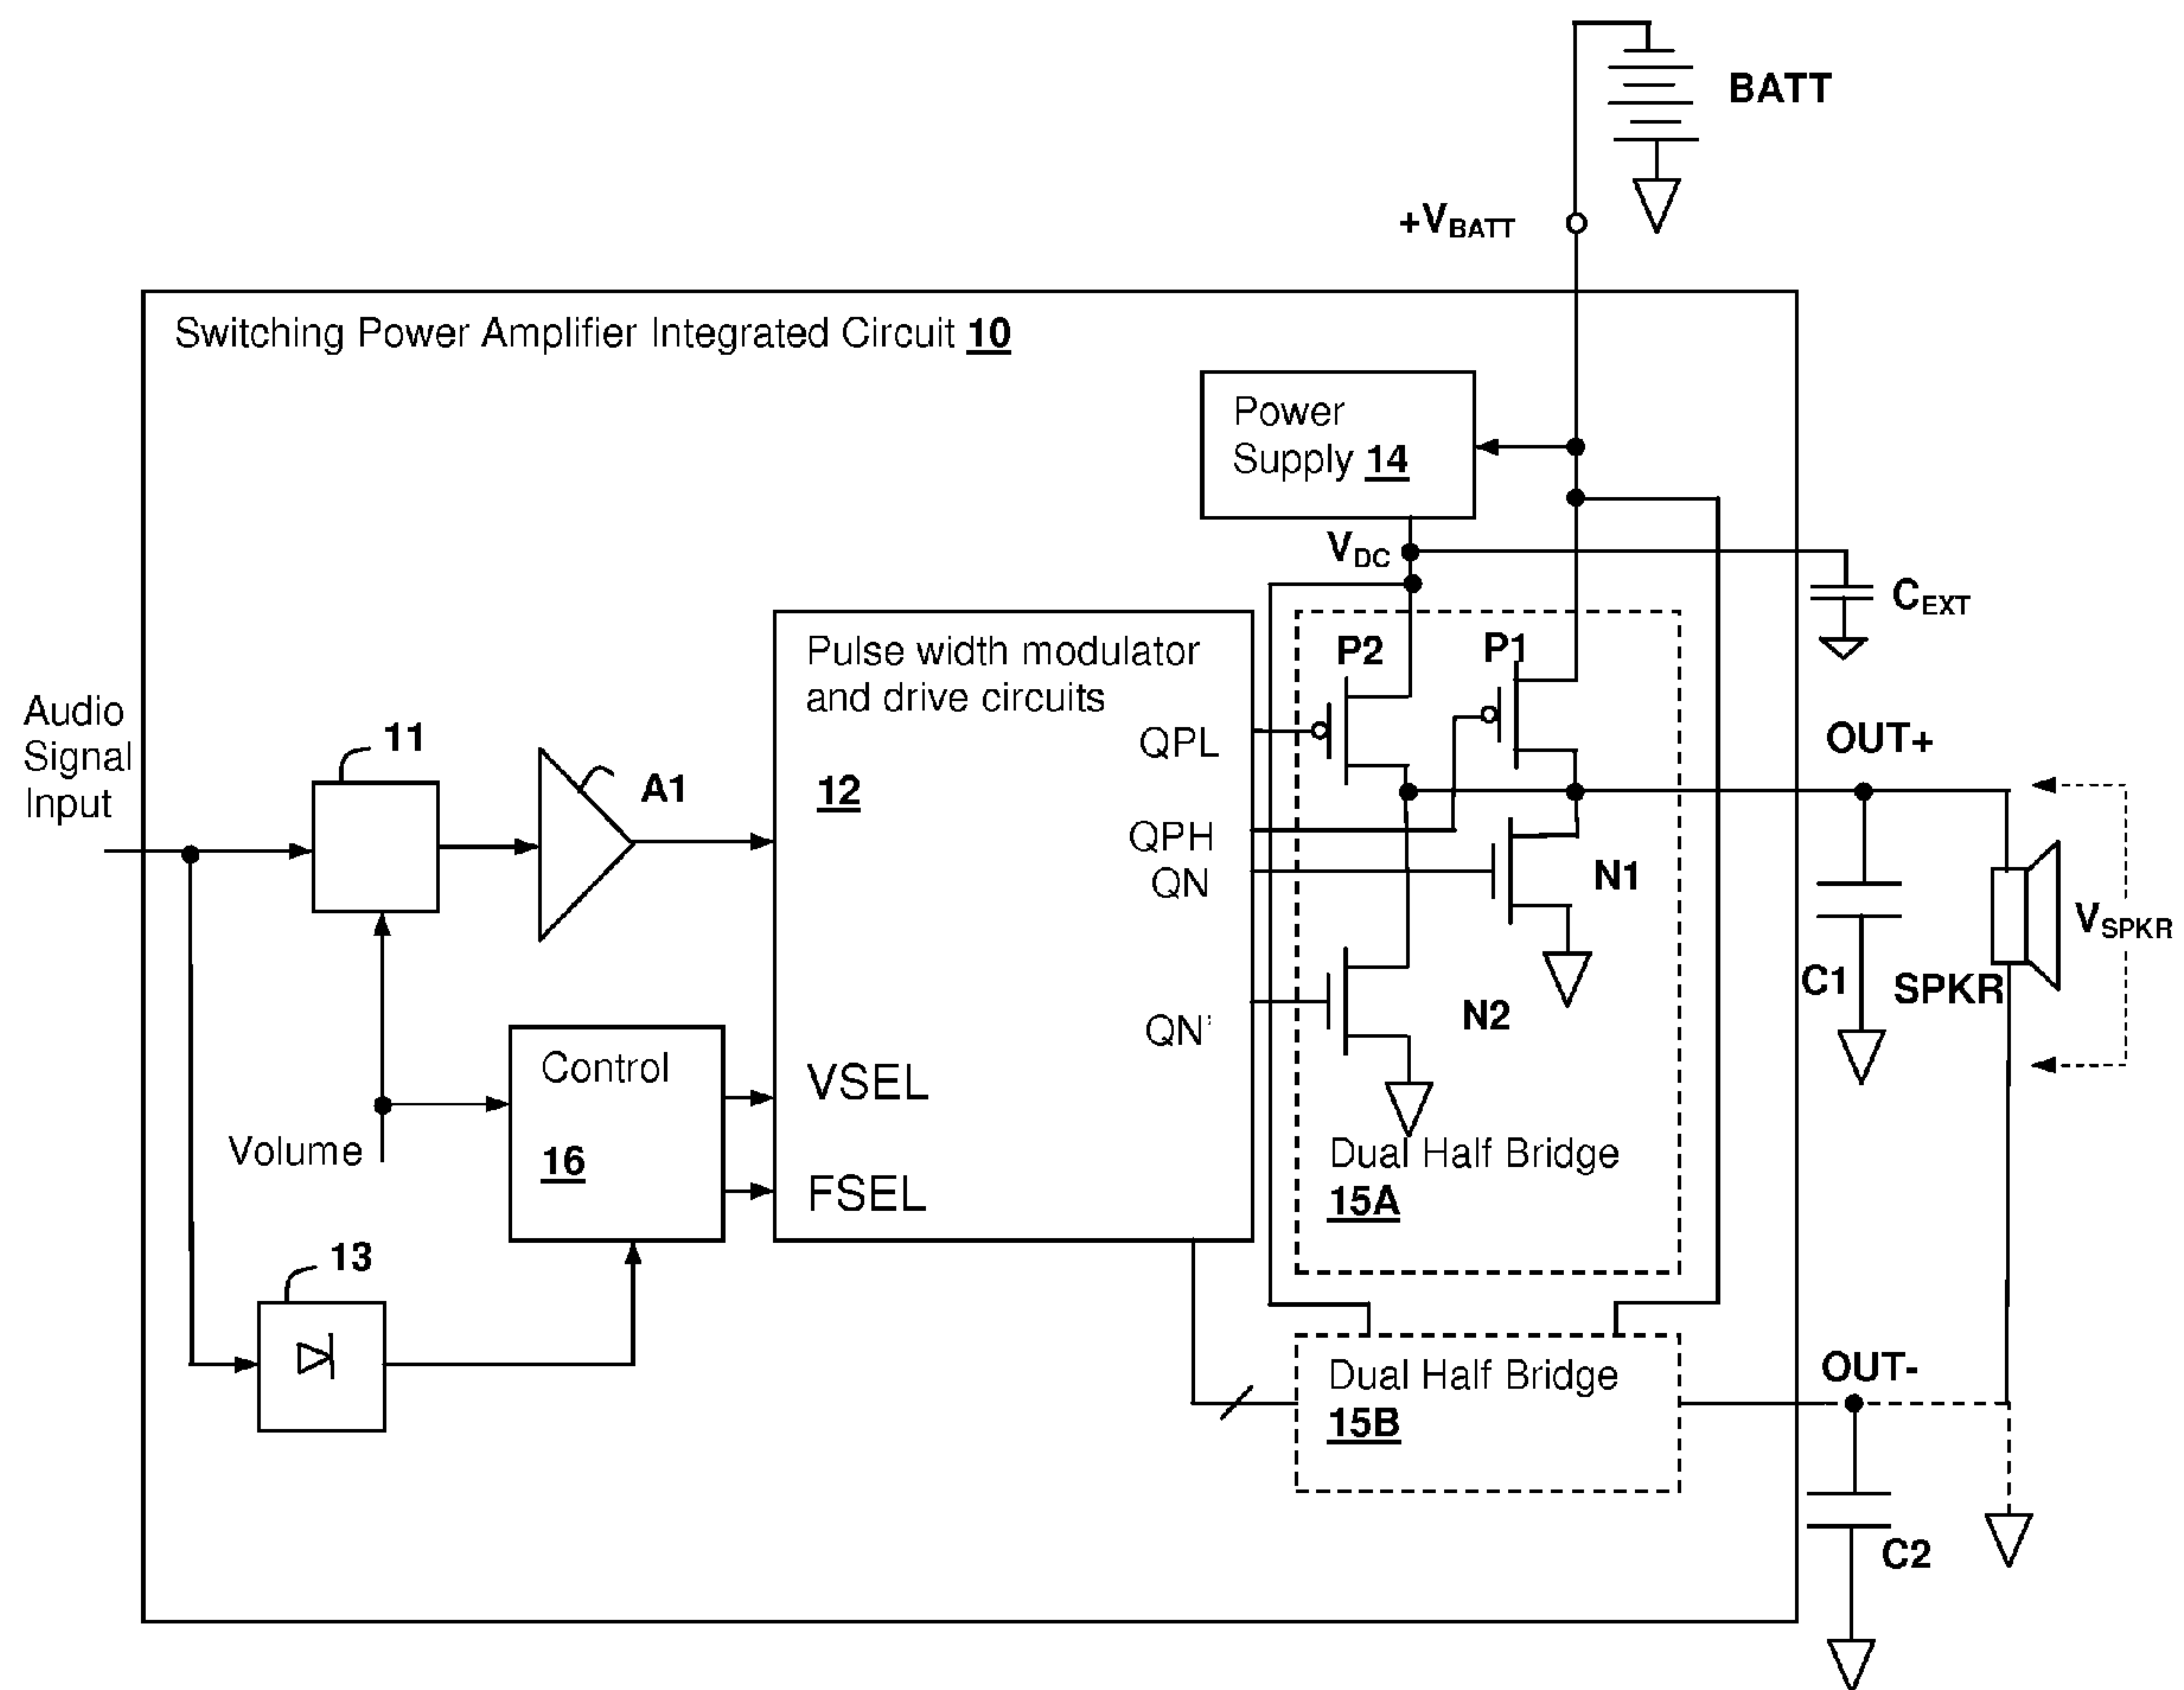 BATT
+VBATT
Switching Power Amplifier Integrated Circuit 10
Power
Supply 14
VDC
CEXT
Pulse width modulator
and drive circuits
12
P2
P1
Audio
Signal
Input
11
A1
QPL
OUT+
QPH
QN
N1
VSPKR
C1
SPKR
QN'
N2
Control
16
VSEL
FSEL
Volume
Dual Half Bridge
15A
13
Dual Half Bridge
15B
OUT-
C2